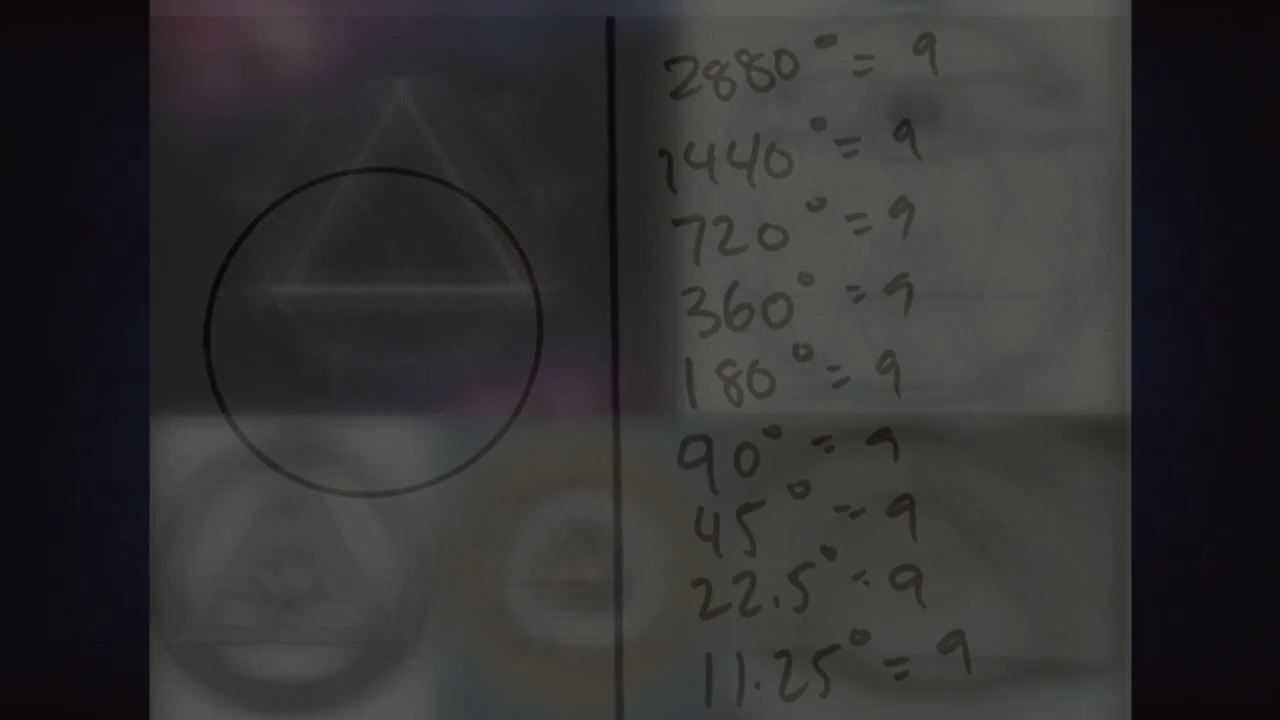 2880° = 9
1440° = 9
720° = 9
360° = 9
180° = 9
90° = 9
45° = 9
22.5° = 9
11.25° = 9